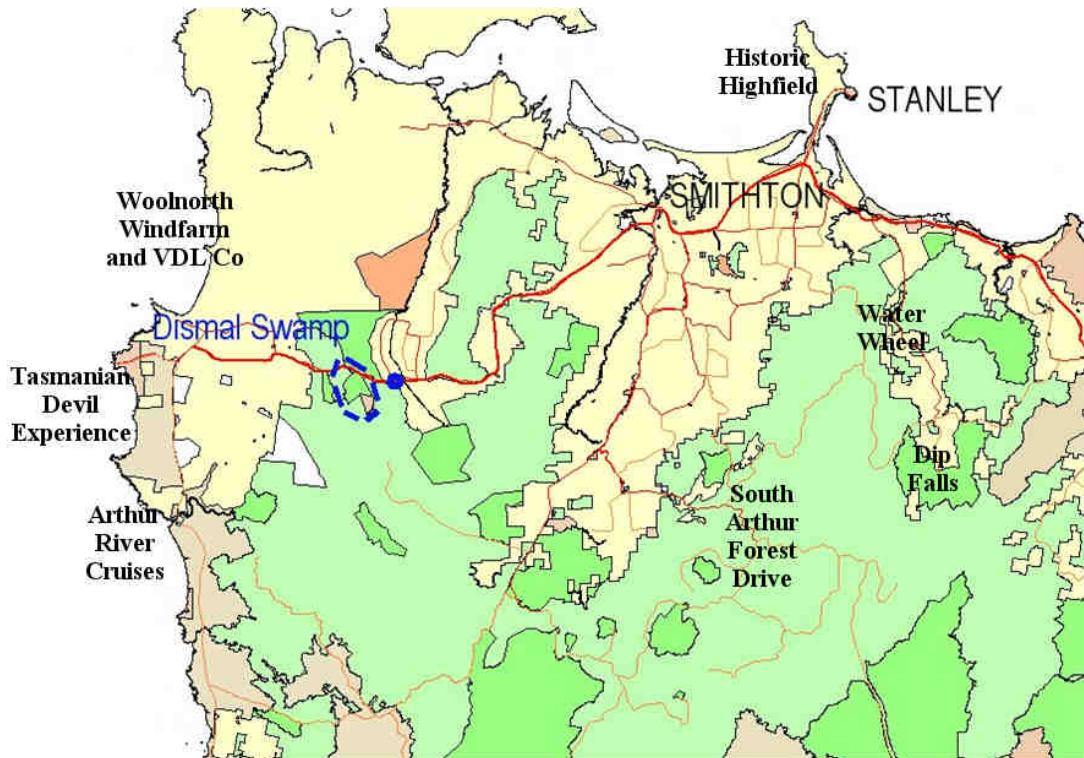 Historic
Highfield
STANLEY
SMITHTON
Woolnorth
Windfarm
and VDL Co
Dismal Swamp
Water
Wheel
Tasmanian
Devil
Experience
Dip
Falls
South
Arthur
Forest
Drive
Arthur
River
Cruises